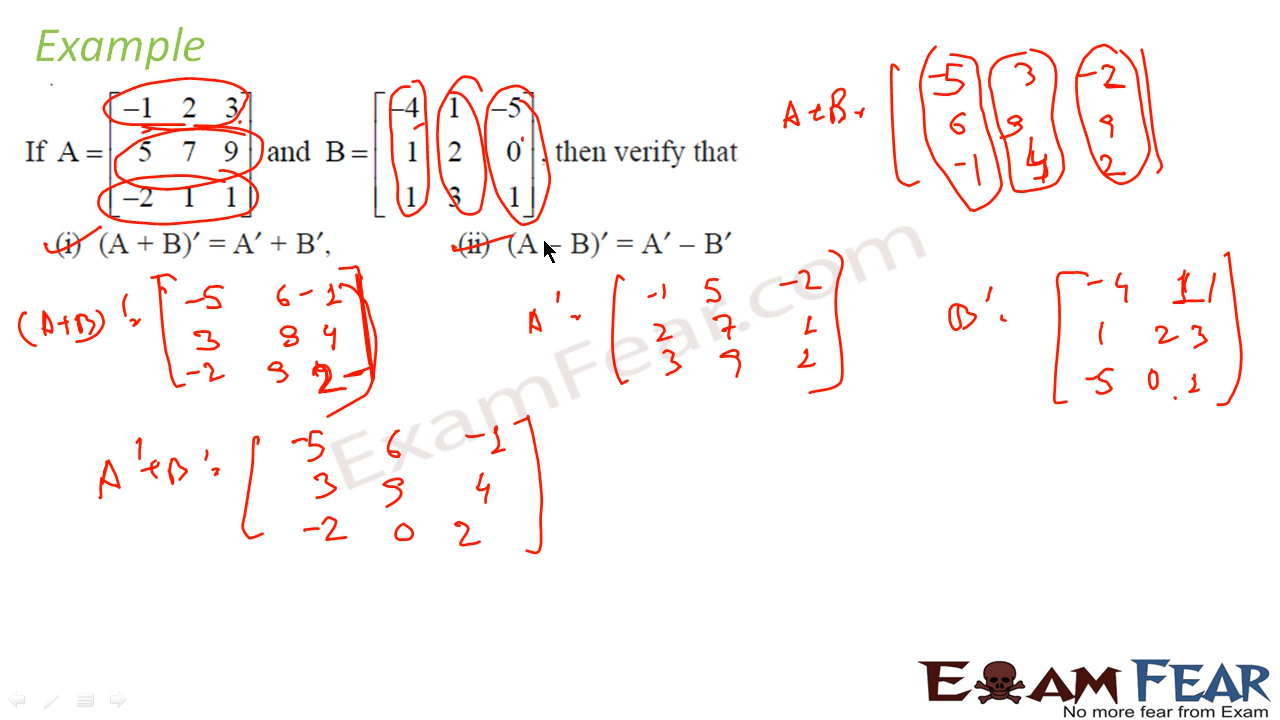 Example
If A = [ −1 2 3
5 7 9
−2 1 1 ] and B = [ −4 1 −5
1 2 0
1 3 1 ], then verify that
A+B = [ −5 3 −2
6 9 9
−1 4 2 ]
(i) (A + B)′ = A′ + B′, (ii) (A – B)′ = A′ – B′
(A+B)' = [ −5 6 −1
3 9 4
−2 9 2 ]
A' = [ −1 5 −2
2 7 1
3 9 1 ]
B' = [ −4 1 1
1 2 3
−5 0 1 ]
A'+B' = [ −5 6 −1
3 9 4
−2 0 2 ]
ExamFear.com
EXAM FEAR
No more fear from Exam